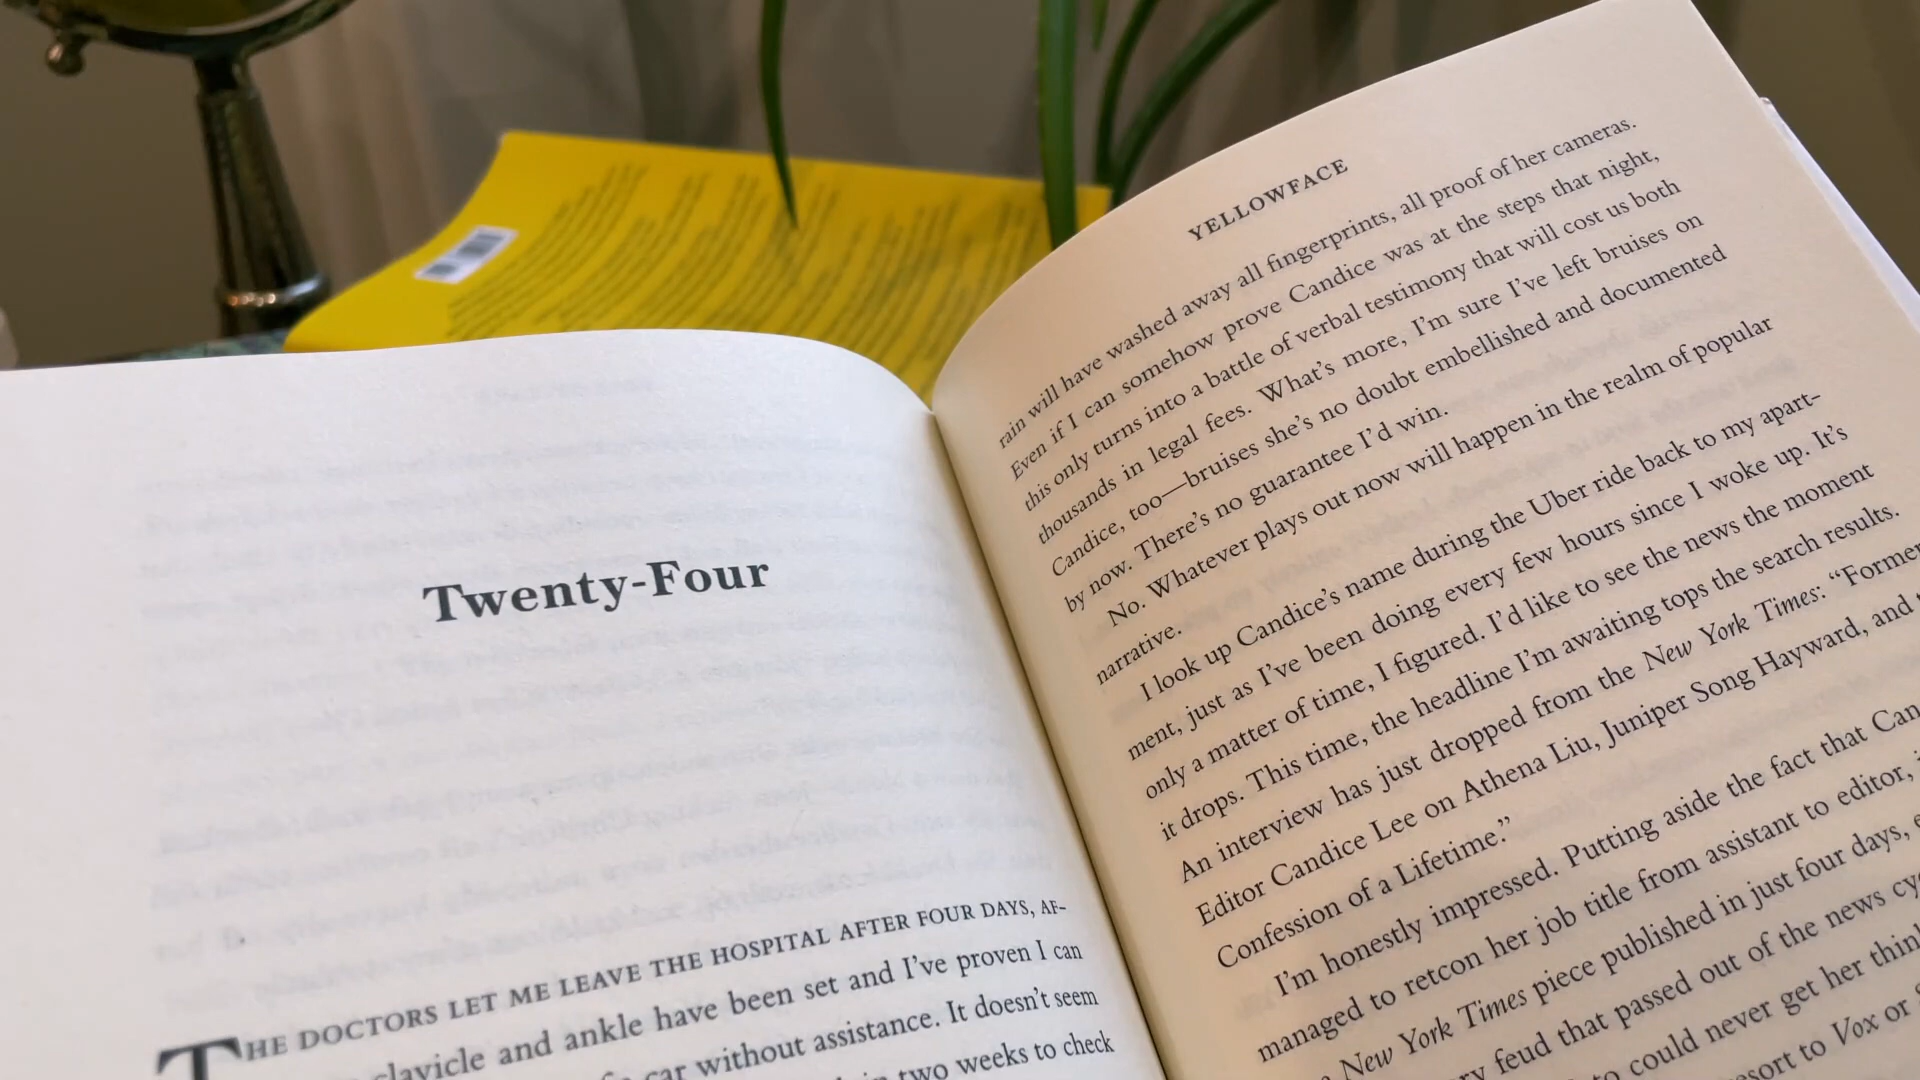 Twenty-Four
THE DOCTORS LET ME LEAVE THE HOSPITAL AFTER FOUR DAYS, AF-
clavicle and ankle have been set and I've proven I can
car without assistance. It doesn't seem
two weeks to check
YELLOWFACE
rain will have washed away all fingerprints, all proof of her cameras.
Even if I can somehow prove Candice was at the steps that night,
this only turns into a battle of verbal testimony that will cost us both
thousands in legal fees. What's more, I'm sure I've left bruises on
Candice, too—bruises she's no doubt embellished and documented
by now. There's no guarantee I'd win.
No. Whatever plays out now will happen in the realm of popular
narrative.
I look up Candice's name during the Uber ride back to my apart-
ment, just as I've been doing every few hours since I woke up. It's
only a matter of time, I figured. I'd like to see the news the moment
it drops. This time, the headline I'm awaiting tops the search results.
An interview has just dropped from the New York Times: “Former
Editor Candice Lee on Athena Liu, Juniper Song Hayward, and
Confession of a Lifetime.”
I'm honestly impressed. Putting aside the fact that Can
managed to retcon her job title from assistant to editor,
New York Times piece published in just four days,
feud that passed out of the news cy
could never get her thin
resort to Vox or